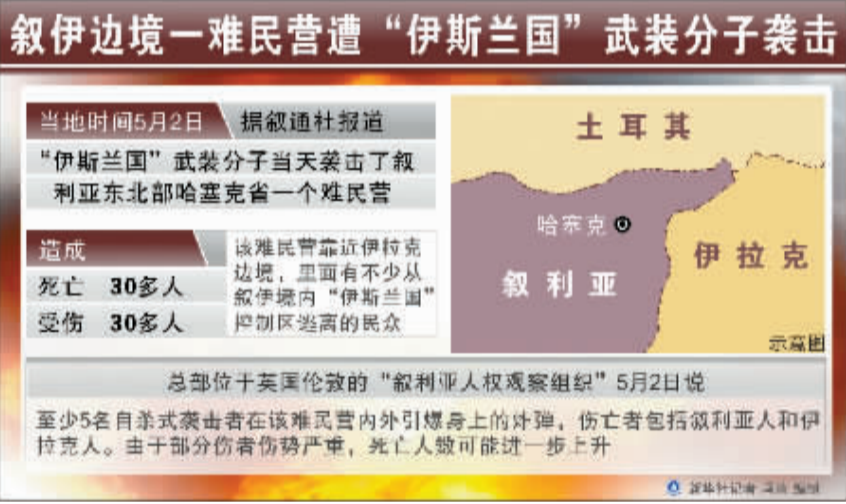 叙伊边境一难民营遭“伊斯兰国”武装分子袭击
当地时间5月2日 据叙通社报道
“伊斯兰国”武装分子当天袭击了叙
利亚东北部哈塞克省一个难民营
造成
死亡 30多人
受伤 30多人
该难民营靠近伊拉克
边境，里面有不少从
叙伊境内“伊斯兰国”
控制区逃离的民众
土耳其
哈塞克
伊拉克
叙利亚
示意图
总部位于英国伦敦的“叙利亚人权观察组织”5月2日说
至少5名自杀式袭击者在该难民营内外引爆身上的炸弹，伤亡者包括叙利亚人和伊
拉克人。由于部分伤者伤势严重，死亡人数可能进一步上升
新华社记者 编制